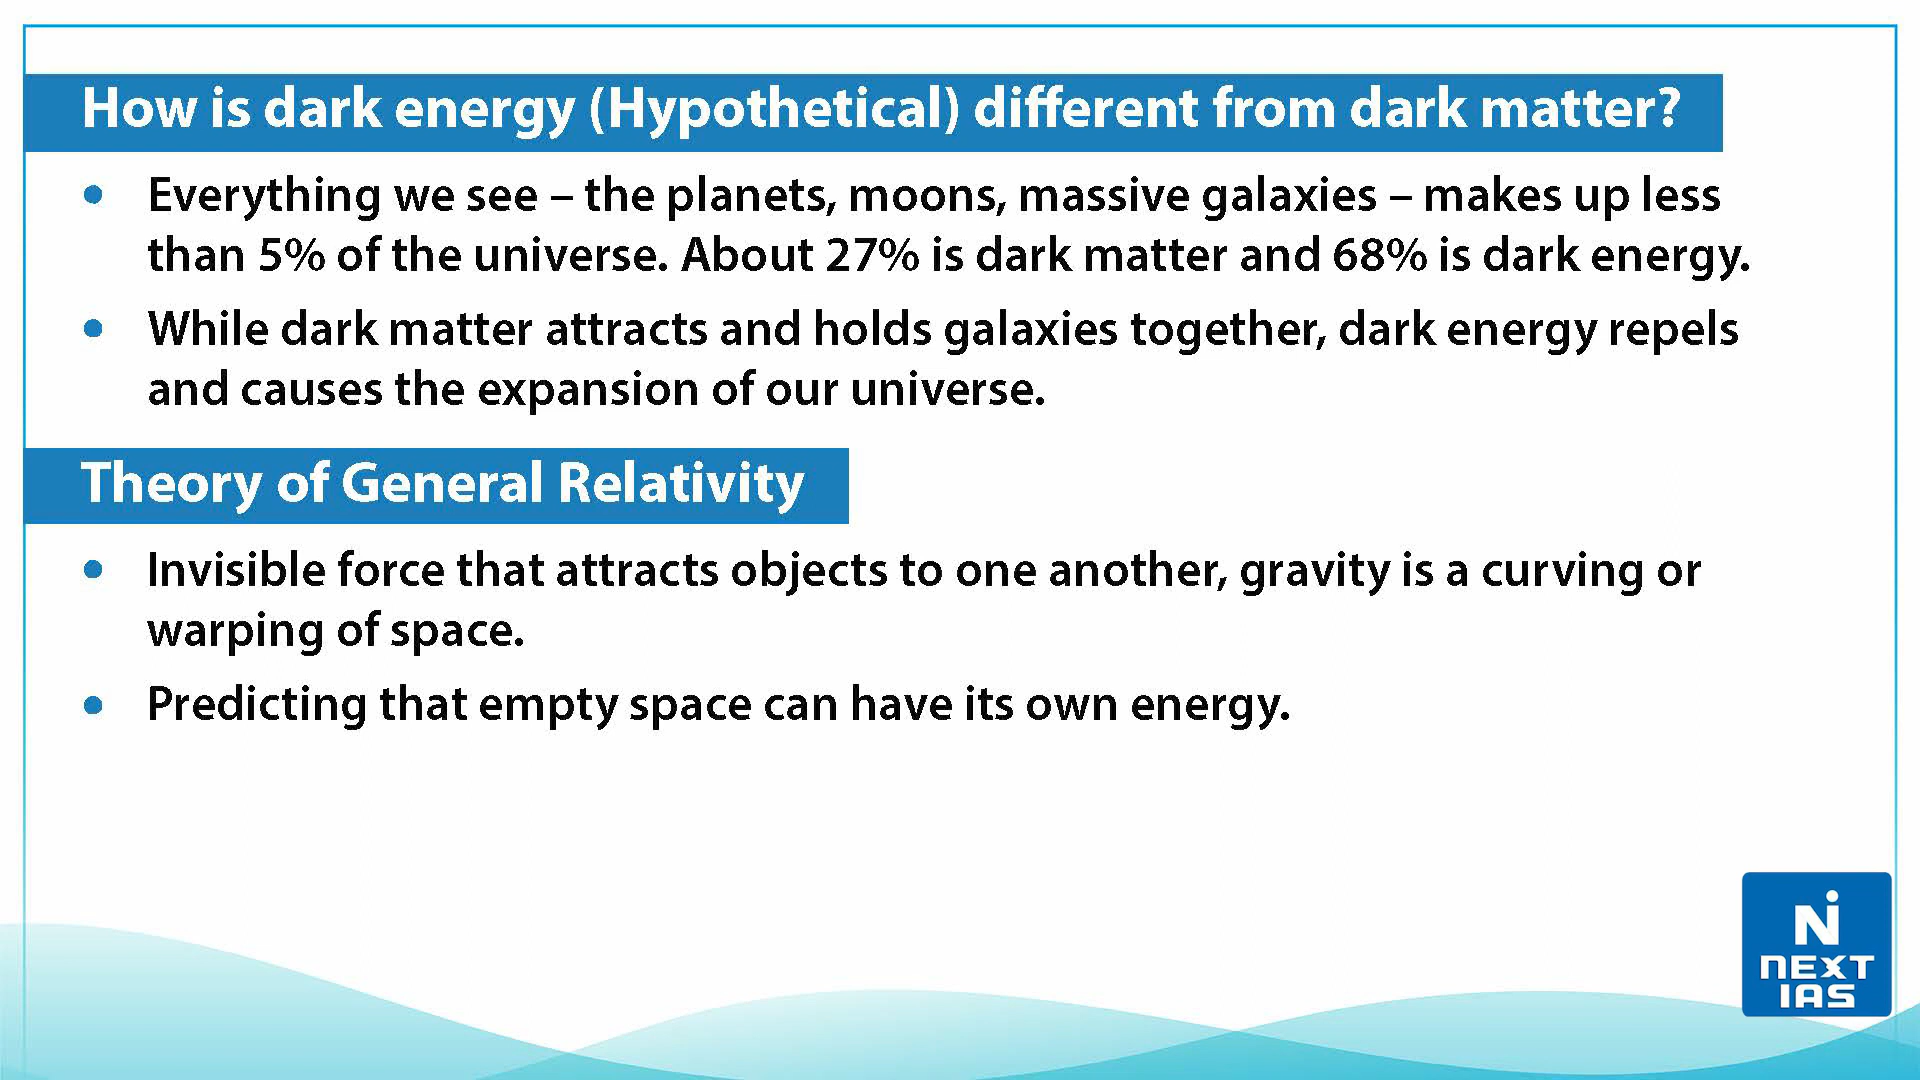 How is dark energy (Hypothetical) different from dark matter?
• Everything we see – the planets, moons, massive galaxies – makes up less
than 5% of the universe. About 27% is dark matter and 68% is dark energy.
• While dark matter attracts and holds galaxies together, dark energy repels
and causes the expansion of our universe.
Theory of General Relativity
• Invisible force that attracts objects to one another, gravity is a curving or
warping of space.
• Predicting that empty space can have its own energy.
N
NEXT
IAS